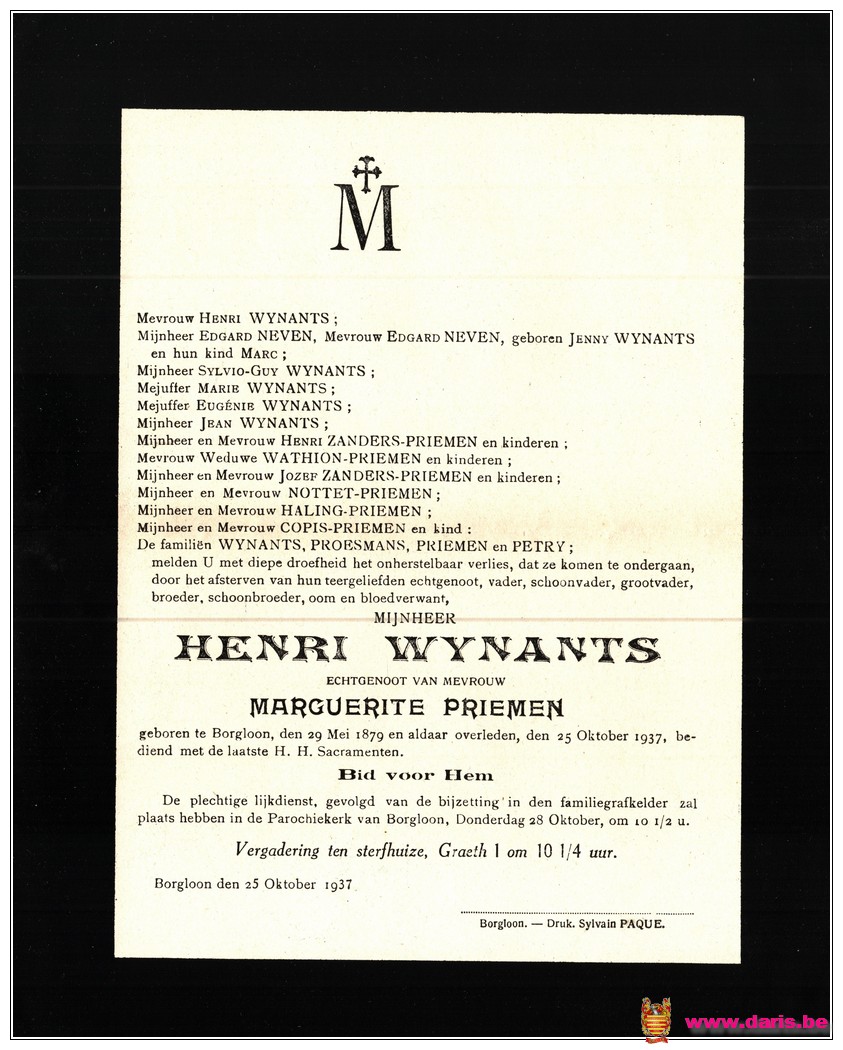 M
Mevrouw HENRI WYNANTS ;
Mijnheer EDGARD NEVEN, Mevrouw EDGARD NEVEN, geboren JENNY WYNANTS
en hun kind MARC ;
Mijnheer SYLVIO-GUY WYNANTS ;
Mejuffer MARIE WYNANTS ;
Mejuffer EUGÉNIE WYNANTS ;
Mijnheer JEAN WYNANTS ;
Mijnheer en Mevrouw HENRI ZANDERS-PRIEMEN en kinderen ;
Mevrouw Weduwe WATHION-PRIEMEN en kinderen ;
Mijnheer en Mevrouw JOZEF ZANDERS-PRIEMEN en kinderen ;
Mijnheer en Mevrouw NOTTET-PRIEMEN ;
Mijnheer en Mevrouw HALING-PRIEMEN ;
Mijnheer en Mevrouw COPIS-PRIEMEN en kind :
De familiën WYNANTS, PROESMANS, PRIEMEN en PETRY ;
melden U met diepe droefheid het onherstelbaar verlies, dat ze komen te ondergaan,
door het afsterven van hun teergeliefden echtgenoot, vader, schoonvader, grootvader,
broeder, schoonbroeder, oom en bloedverwant,
MIJNHEER
HENRI WYNANTS
ECHTGENOOT VAN MEVROUW
MARGUERITE PRIEMEN
geboren te Borgloon, den 29 Mei 1879 en aldaar overleden, den 25 Oktober 1937, be-
diend met de laatste H. H. Sacramenten.
Bid voor Hem
De plechtige lijkdienst, gevolgd van de bijzetting in den familiegrafkelder zal
plaats hebben in de Parochiekerk van Borgloon, Donderdag 28 Oktober, om 10 1/2 u.
Vergadering ten sterfhuize, Graeth 1 om 10 1/4 uur.
Borgloon den 25 Oktober 1937
Borgloon. — Druk. Sylvain PAQUE.
www.daris.be